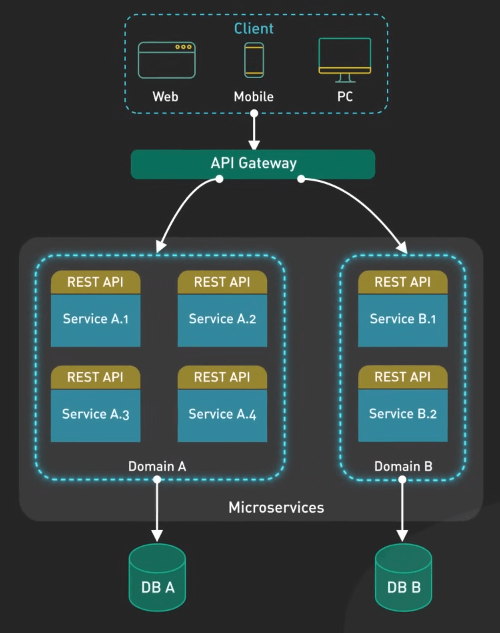 Client
Web
Mobile
PC
API Gateway
REST API
Service A.1
REST API
Service A.2
REST API
Service A.3
REST API
Service A.4
Domain A
REST API
Service B.1
REST API
Service B.2
Domain B
Microservices
DB A
DB B